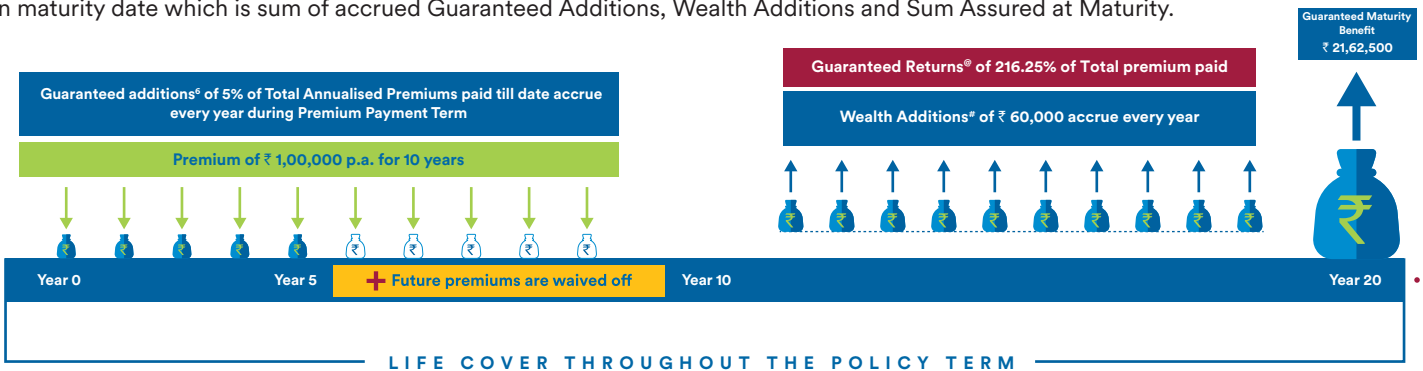 n maturity date which is sum of accrued Guaranteed Additions, Wealth Additions and Sum Assured at Maturity.
Guaranteed Maturity
Benefit
₹ 21,62,500
Guaranteed Returns@ of 216.25% of Total premium paid
Guaranteed additions⁶ of 5% of Total Annualised Premiums paid till date accrue
every year during Premium Payment Term
Wealth Additions# of ₹ 60,000 accrue every year
Premium of ₹ 1,00,000 p.a. for 10 years
₹ ₹ ₹ ₹ ₹ ₹ ₹ ₹ ₹ ₹
₹ ₹ ₹ ₹ ₹ ₹ ₹ ₹ ₹ ₹
₹
Year 0
Year 5
+ Future premiums are waived off
Year 10
Year 20
LIFE COVER THROUGHOUT THE POLICY TERM